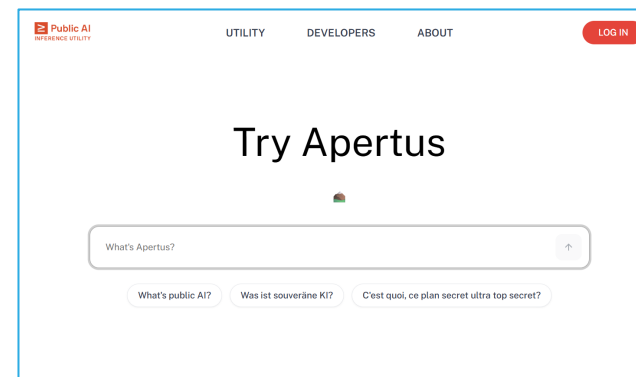 Public AI
INFERENCE UTILITY
UTILITY DEVELOPERS ABOUT
LOG IN
Try Apertus
What's Apertus?
What's public AI? Was ist souveräne KI? C'est quoi, ce plan secret ultra top secret?